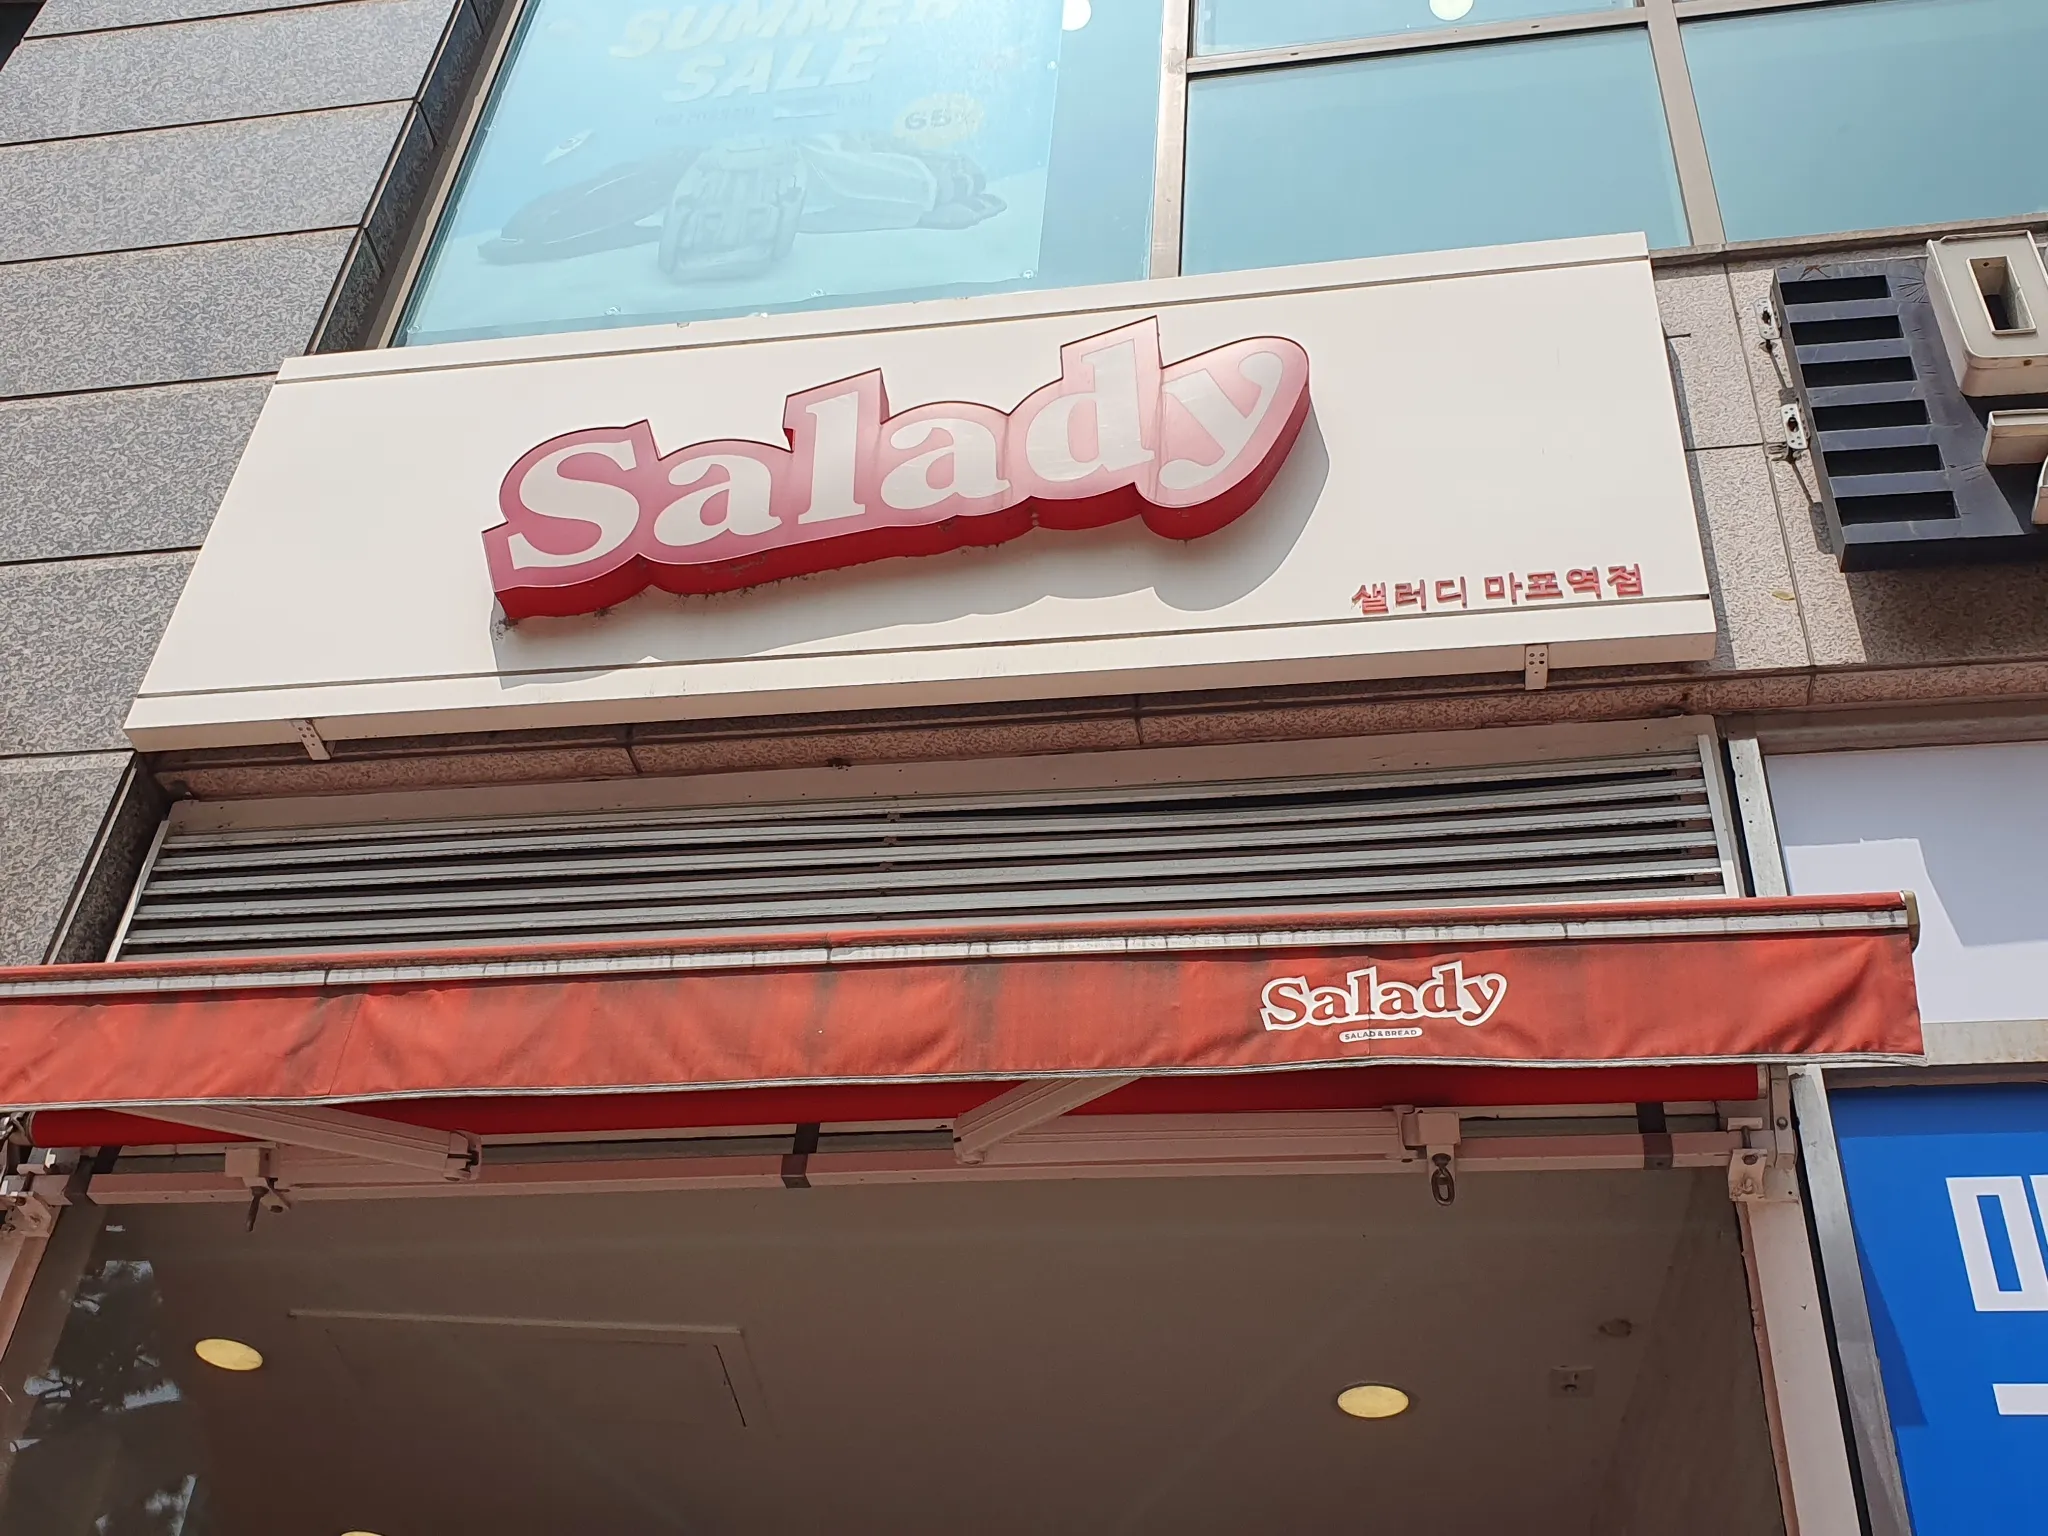 SUMMER
SALE
Salady
샐러디 마포역점
Salady
SALAD & BREAD